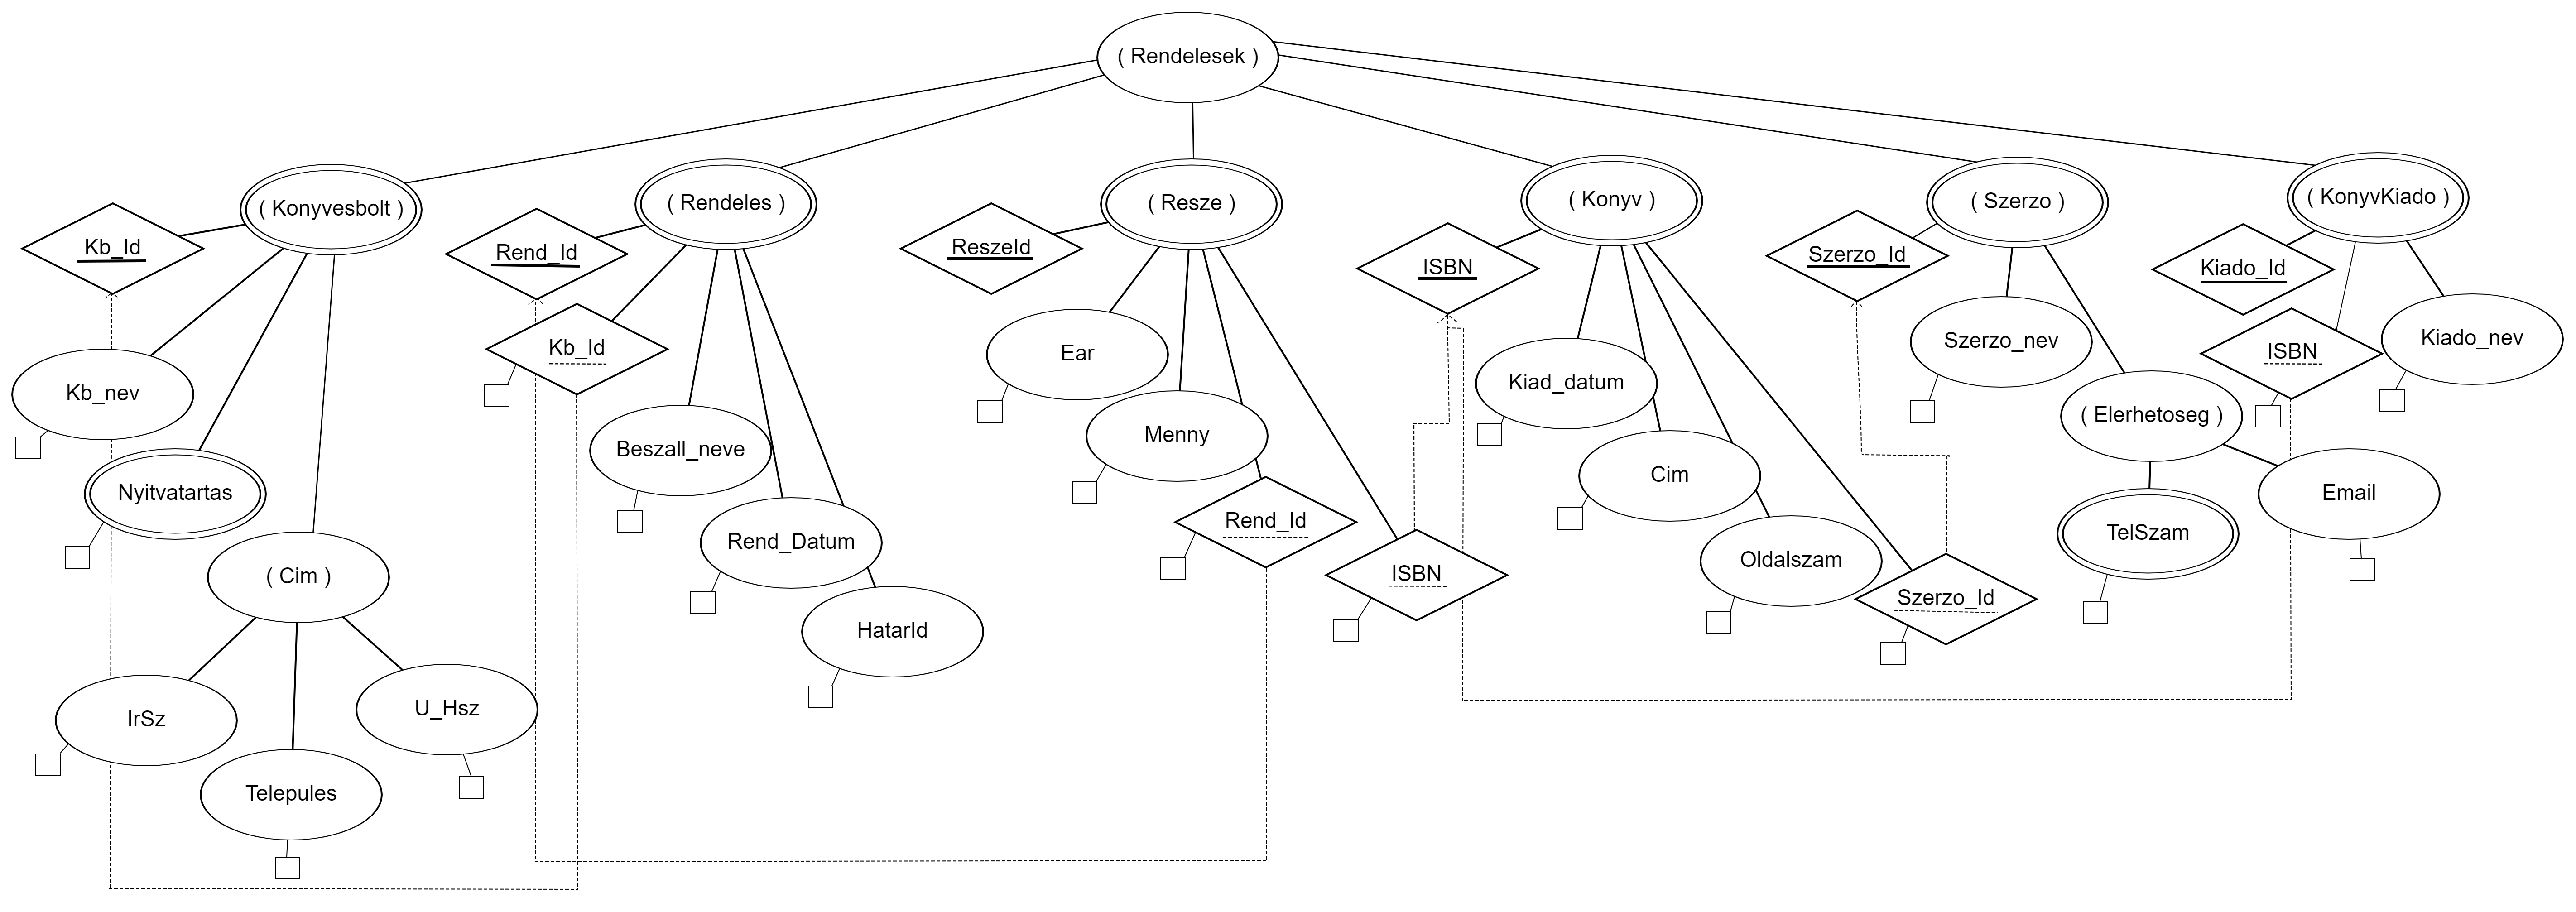 ( Rendelesek )
( Konyvesbolt )
( Rendeles )
( Resze )
( Konyv )
( Szerzo )
( KonyvKiado )
Kb_Id
Rend_Id
ReszeId
ISBN
Szerzo_Id
Kiado_Id
Kb_nev
Nyitvatartas
( Cim )
IrSz
Telepules
U_Hsz
Kb_Id
Beszall_neve
Rend_Datum
HatarId
Ear
Menny
Rend_Id
ISBN
Kiad_datum
Cim
Oldalszam
Szerzo_Id
Szerzo_nev
( Elerhetoseg )
TelSzam
Email
ISBN
Kiado_nev